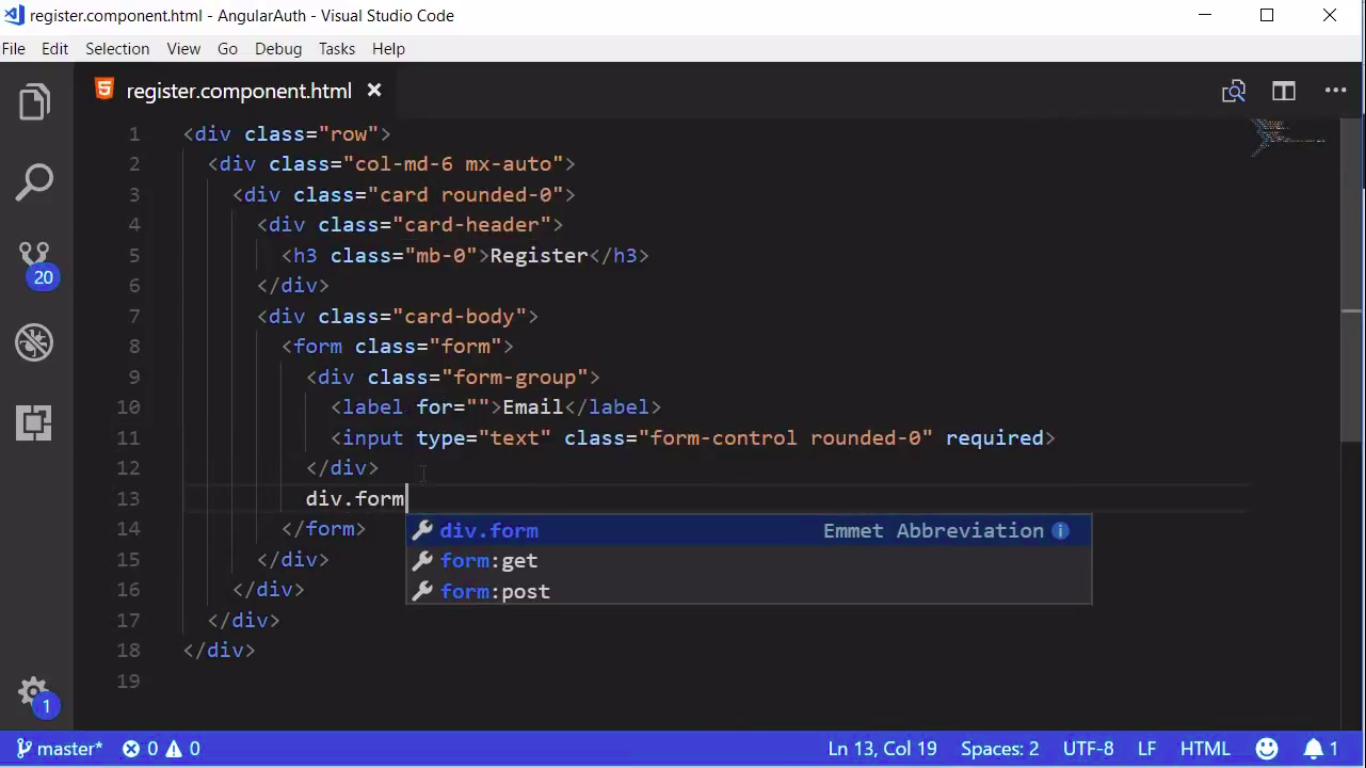 register.component.html - AngularAuth - Visual Studio Code
File Edit Selection View Go Debug Tasks Help
register.component.html
1 <div class="row">
2 <div class="col-md-6 mx-auto">
3 <div class="card rounded-0">
4 <div class="card-header">
5 <h3 class="mb-0">Register</h3>
6 </div>
7 <div class="card-body">
8 <form class="form">
9 <div class="form-group">
10 <label for="">Email</label>
11 <input type="text" class="form-control rounded-0" required>
12 </div>
13 div.form
14 </form>
div.form Emmet Abbreviation
form:get
form:post
15 </div>
16 </div>
17 </div>
18 </div>
19
20
1
master* 0 0 Ln 13, Col 19 Spaces: 2 UTF-8 LF HTML 1